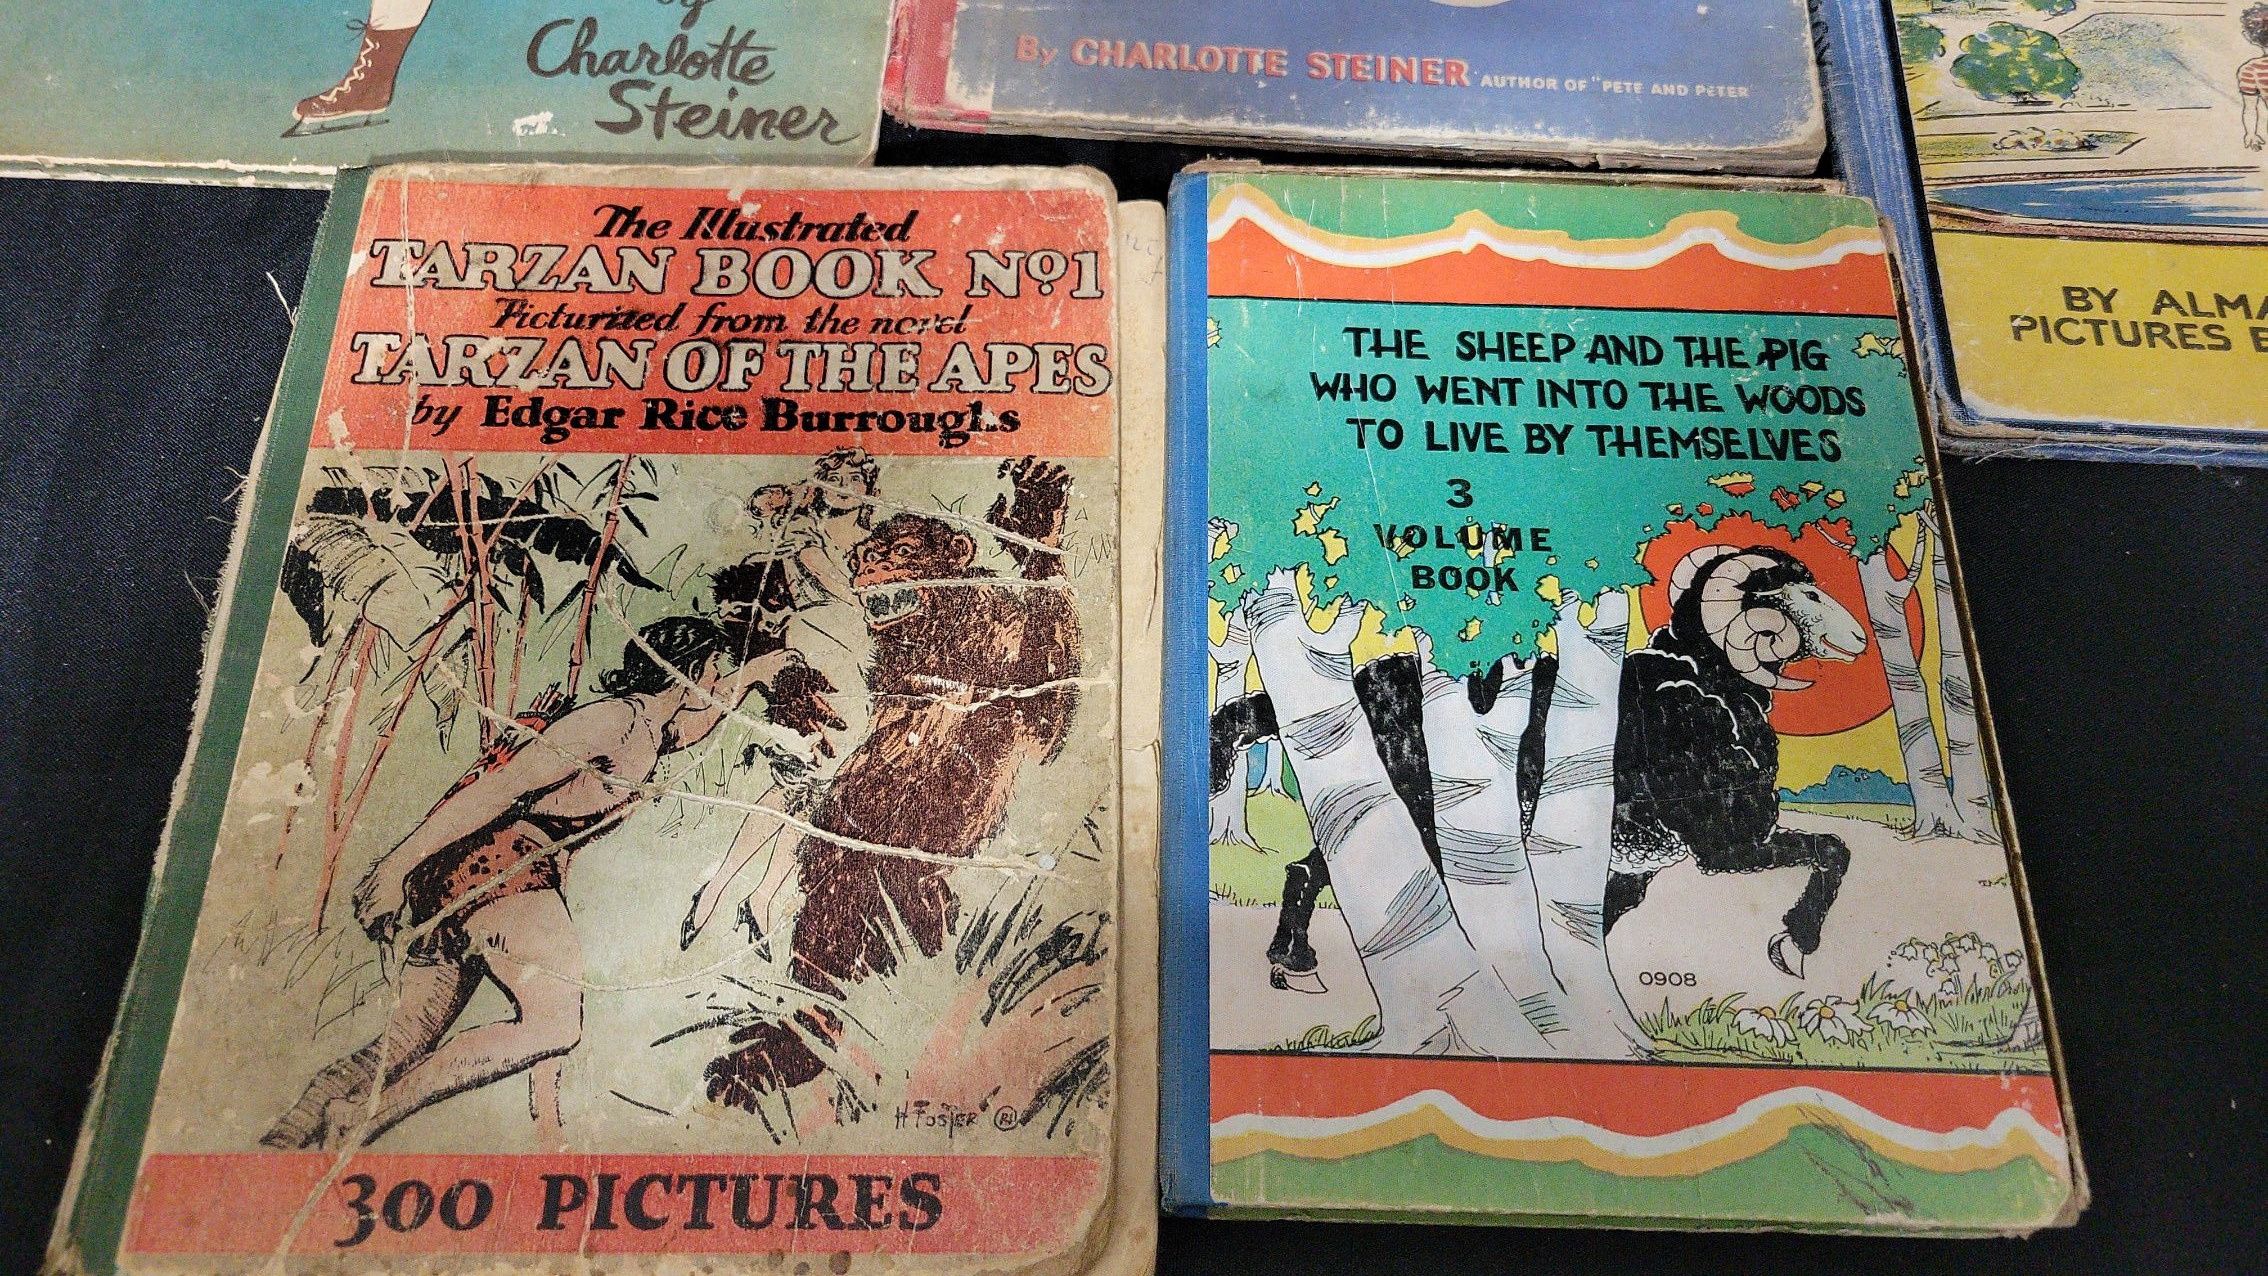 by
Charlotte
Steiner
By CHARLOTTE STEINER AUTHOR OF "PETE AND PETER
BY ALMA
PICTURES
The Illustrated
TARZAN BOOK No1
Picturized from the novel
TARZAN OF THE APES
by Edgar Rice Burroughs
H FOSTER
300 PICTURES
THE SHEEP AND THE PIG
WHO WENT INTO THE WOODS
TO LIVE BY THEMSELVES
3
VOLUME
BOOK
0908